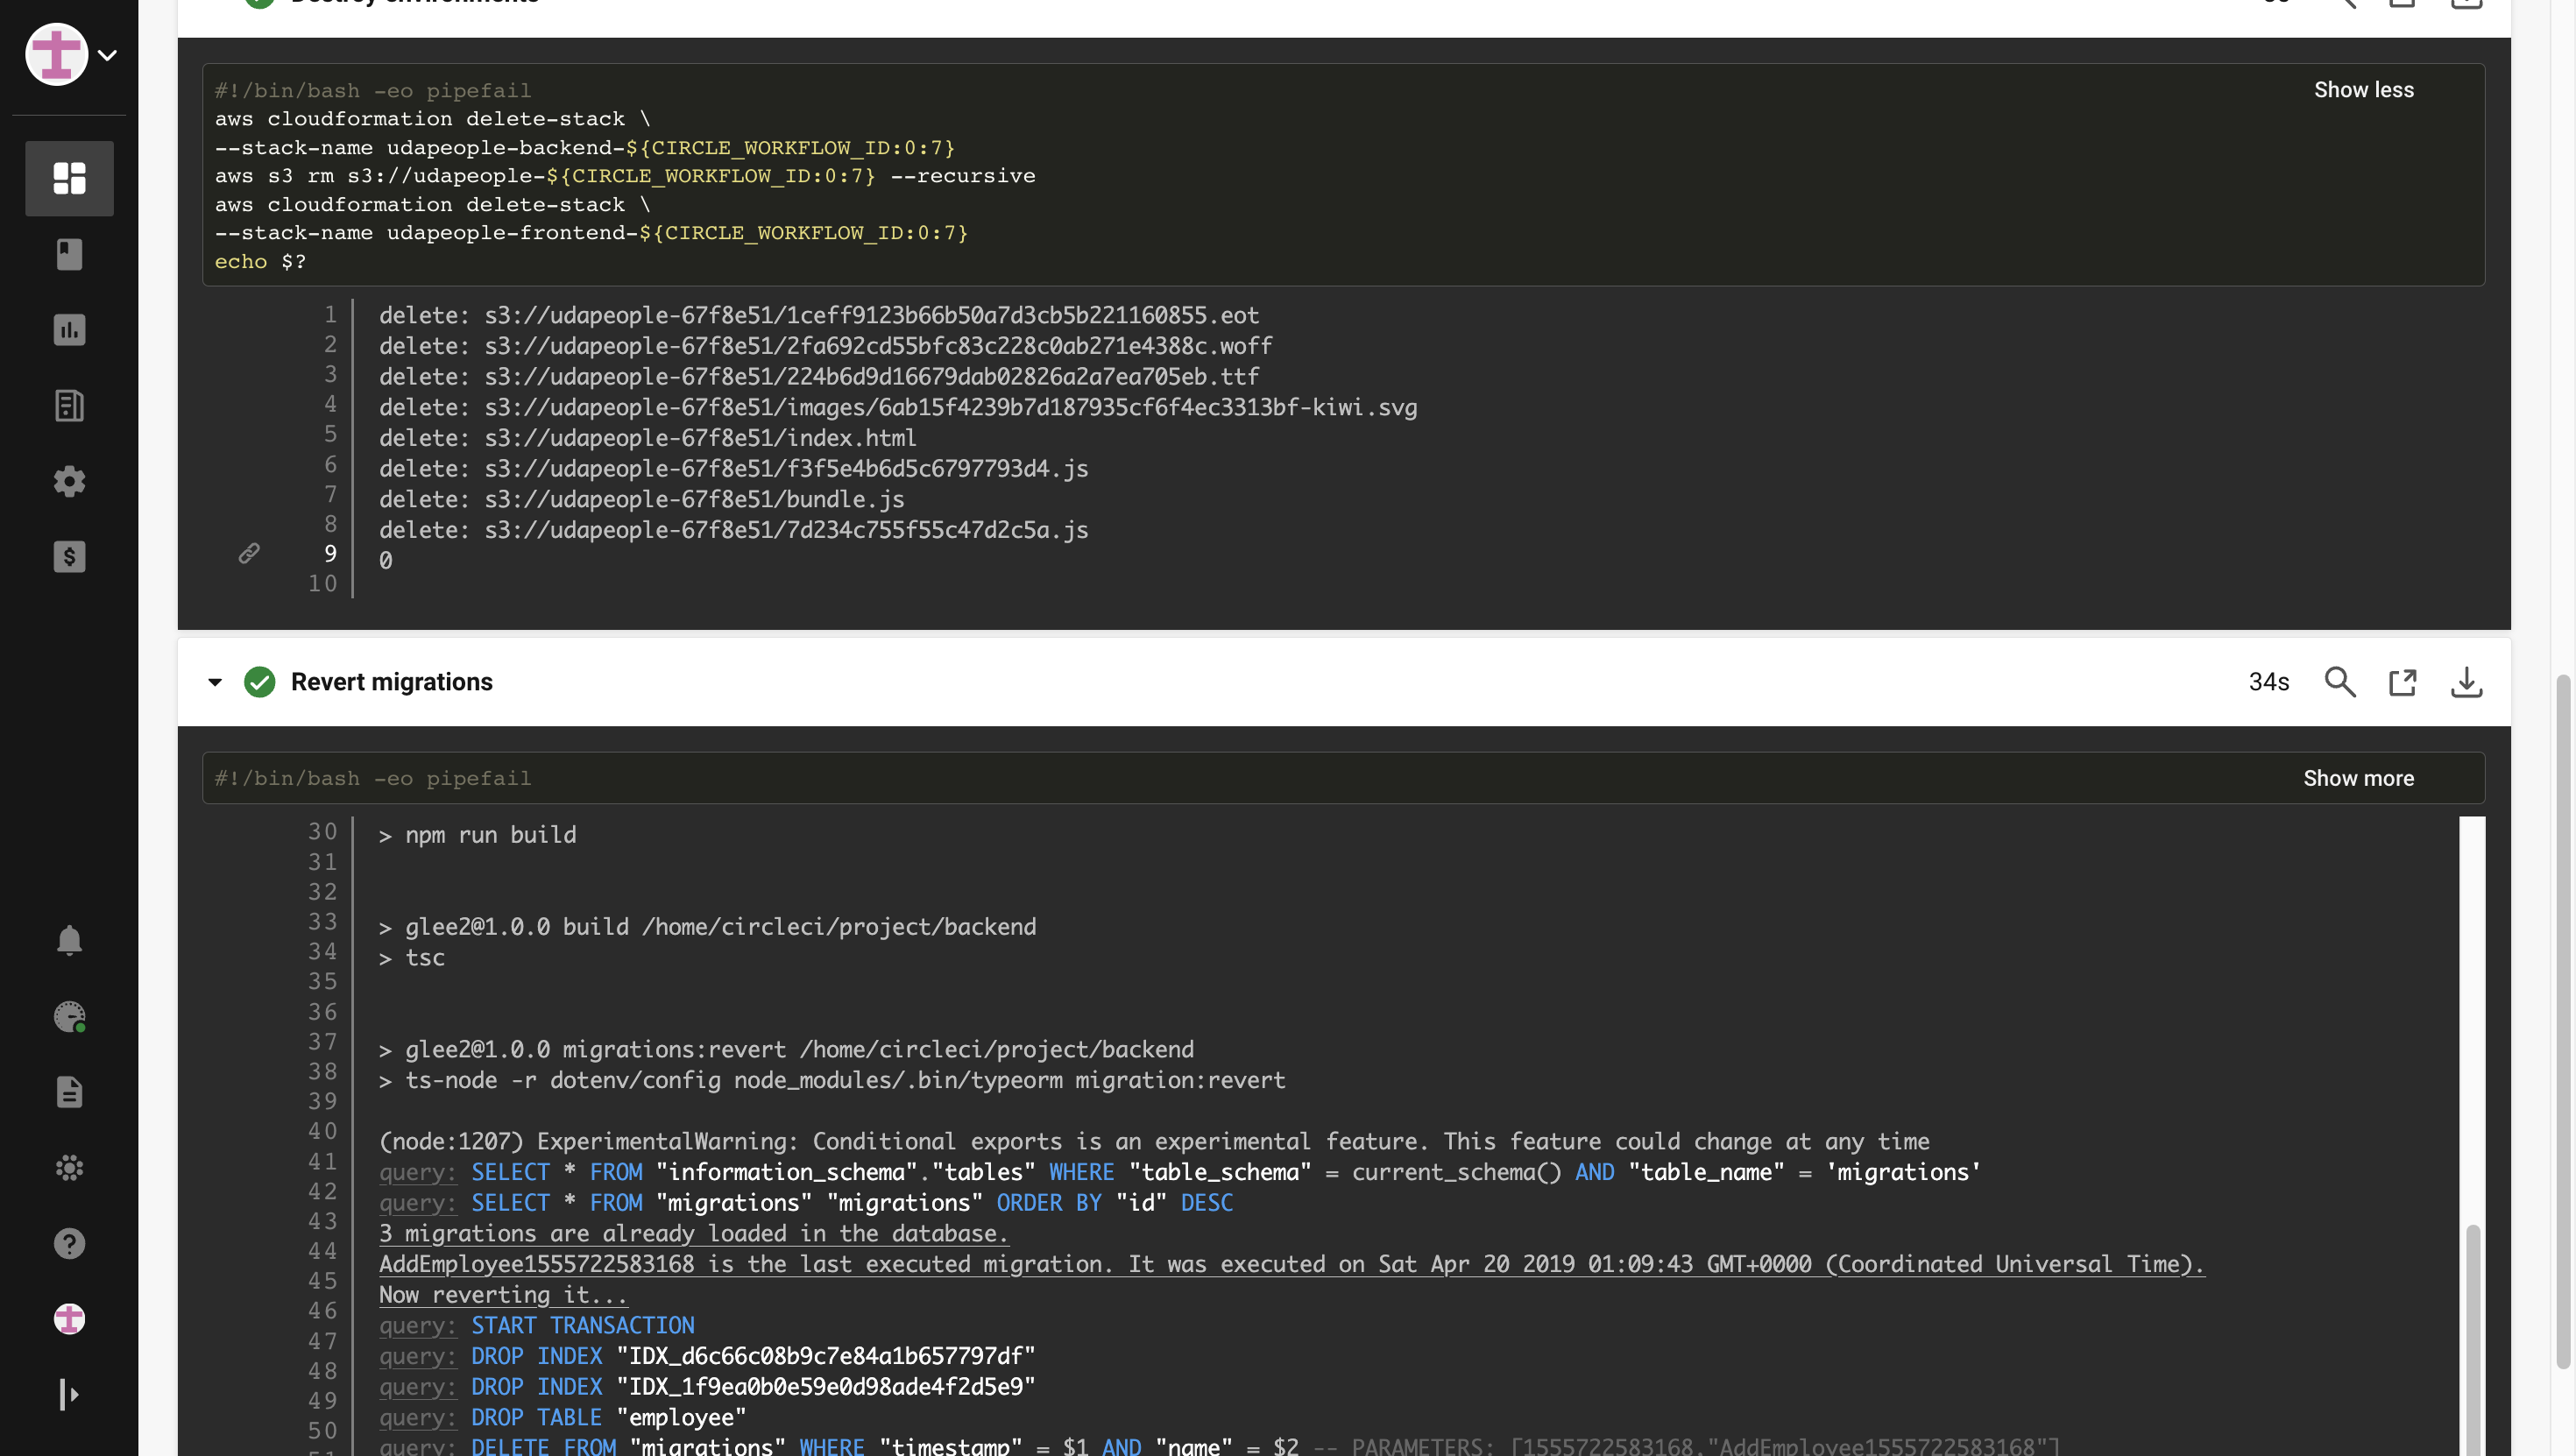 Destroy environments
#!/bin/bash -eo pipefail
Show less
aws cloudformation delete-stack \
--stack-name udapeople-backend-${CIRCLE_WORKFLOW_ID:0:7}
aws s3 rm s3://udapeople-${CIRCLE_WORKFLOW_ID:0:7} --recursive
aws cloudformation delete-stack \
--stack-name udapeople-frontend-${CIRCLE_WORKFLOW_ID:0:7}
echo $?
1 delete: s3://udapeople-67f8e51/1ceff9123b66b50a7d3cb5b221160855.eot
2 delete: s3://udapeople-67f8e51/2fa692cd55bfc83c228c0ab271e4388c.woff
3 delete: s3://udapeople-67f8e51/224b6d9d16679dab02826a2a7ea705eb.ttf
4 delete: s3://udapeople-67f8e51/images/6ab15f4239b7d187935cf6f4ec3313bf-kiwi.svg
5 delete: s3://udapeople-67f8e51/index.html
6 delete: s3://udapeople-67f8e51/f3f5e4b6d5c6797793d4.js
7 delete: s3://udapeople-67f8e51/bundle.js
8 delete: s3://udapeople-67f8e51/7d234c755f55c47d2c5a.js
9 0
10
Revert migrations
34s
#!/bin/bash -eo pipefail
Show more
30 > npm run build
31
32
33 > glee2@1.0.0 build /home/circleci/project/backend
34 > tsc
35
36
37 > glee2@1.0.0 migrations:revert /home/circleci/project/backend
38 > ts-node -r dotenv/config node_modules/.bin/typeorm migration:revert
39
40 (node:1207) ExperimentalWarning: Conditional exports is an experimental feature. This feature could change at any time
41 query: SELECT * FROM "information_schema"."tables" WHERE "table_schema" = current_schema() AND "table_name" = 'migrations'
42 query: SELECT * FROM "migrations" "migrations" ORDER BY "id" DESC
43 3 migrations are already loaded in the database.
44 AddEmployee1555722583168 is the last executed migration. It was executed on Sat Apr 20 2019 01:09:43 GMT+0000 (Coordinated Universal Time).
45 Now reverting it...
46 query: START TRANSACTION
47 query: DROP INDEX "IDX_d6c66c08b9c7e84a1b657797df"
48 query: DROP INDEX "IDX_1f9ea0b0e59e0d98ade4f2d5e9"
49 query: DROP TABLE "employee"
50 query: DELETE FROM "migrations" WHERE "timestamp" = $1 AND "name" = $2 -- PARAMETERS: [1555722583168,"AddEmployee1555722583168"]